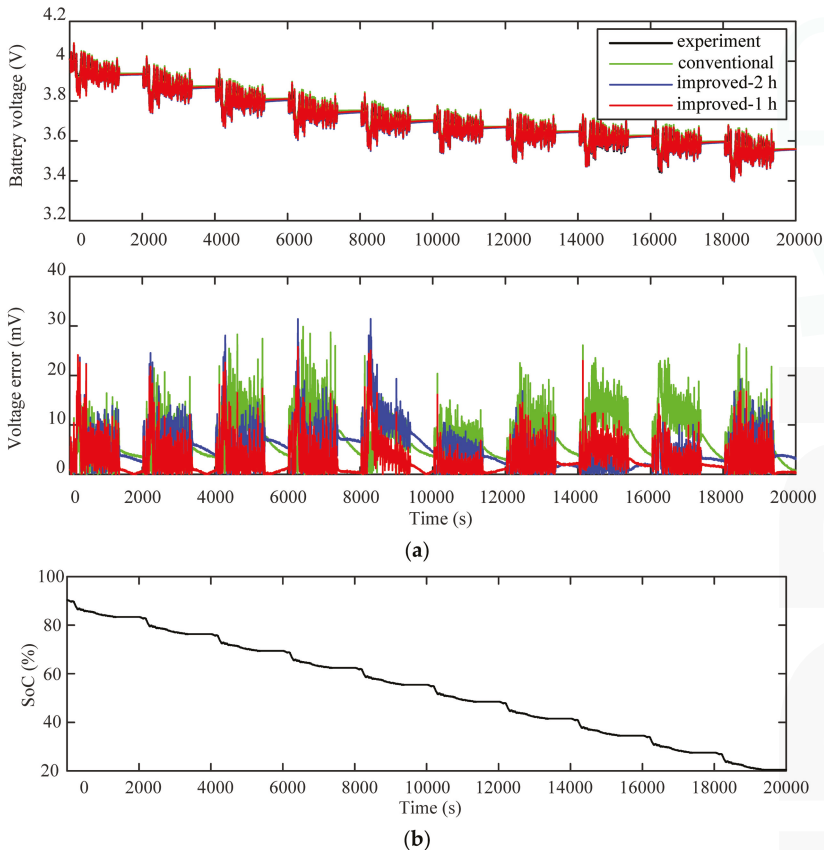 4.2
4
3.8
3.6
3.4
3.2
Battery voltage (V)
experiment
conventional
improved-2 h
improved-1 h
0 2000 4000 6000 8000 10000 12000 14000 16000 18000 20000
40
30
20
10
0
Voltage error (mV)
0 2000 4000 6000 8000 10000 12000 14000 16000 18000 20000
Time (s)
(a)
100
80
60
40
20
SoC (%)
0 2000 4000 6000 8000 10000 12000 14000 16000 18000 20000
Time (s)
(b)